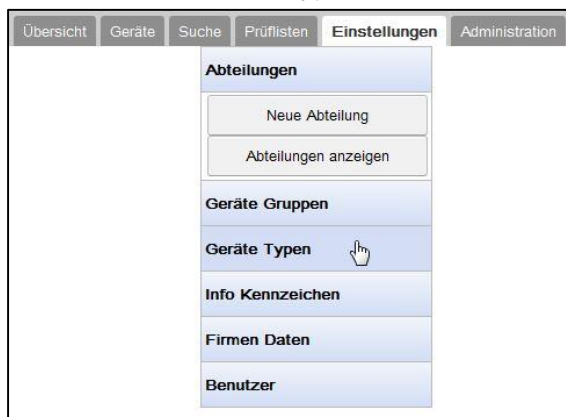 Übersicht Geräte Suche Prüflisten Einstellungen Administration
Abteilungen
Neue Abteilung
Abteilungen anzeigen
Geräte Gruppen
Geräte Typen
Info Kennzeichen
Firmen Daten
Benutzer